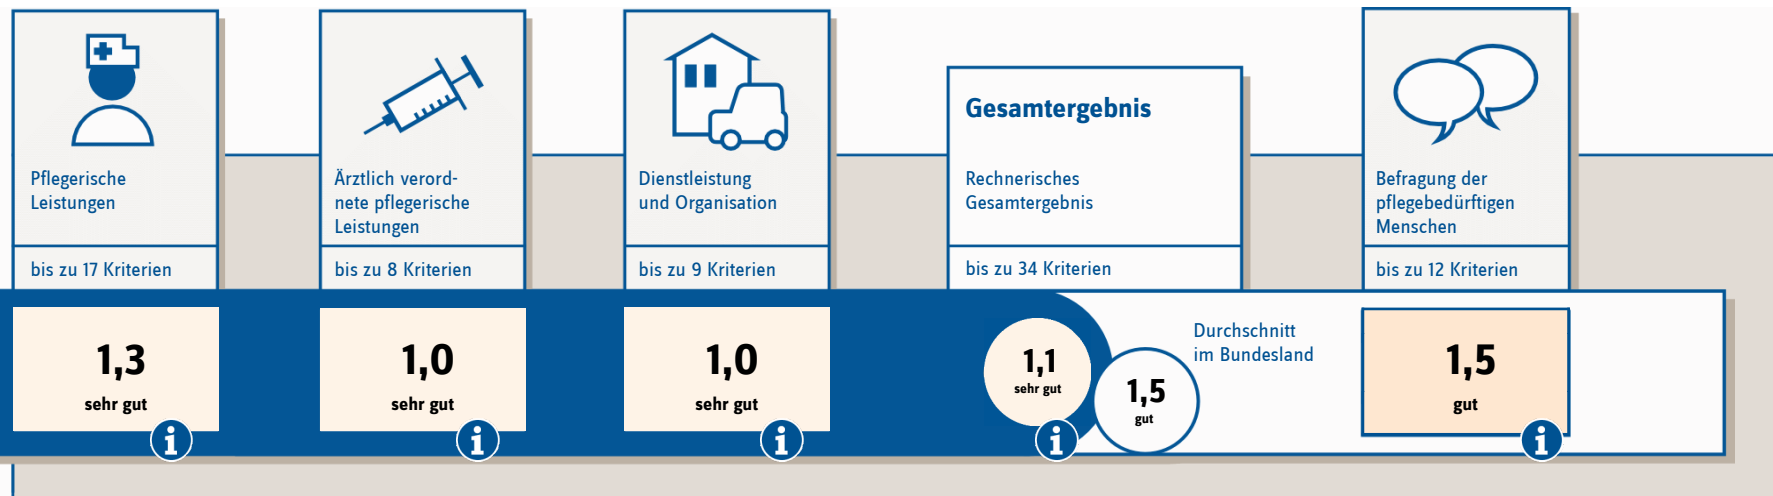 Pflegerische
Leistungen
bis zu 17 Kriterien
1,3
sehr gut
i
Ärztlich verord-
nete pflegerische
Leistungen
bis zu 8 Kriterien
1,0
sehr gut
i
Dienstleistung
und Organisation
bis zu 9 Kriterien
1,0
sehr gut
i
Gesamtergebnis
Rechnerisches
Gesamtergebnis
bis zu 34 Kriterien
1,1
sehr gut
i
Durchschnitt
im Bundesland
1,5
gut
Befragung der
pflegebedürftigen
Menschen
bis zu 12 Kriterien
1,5
gut
i